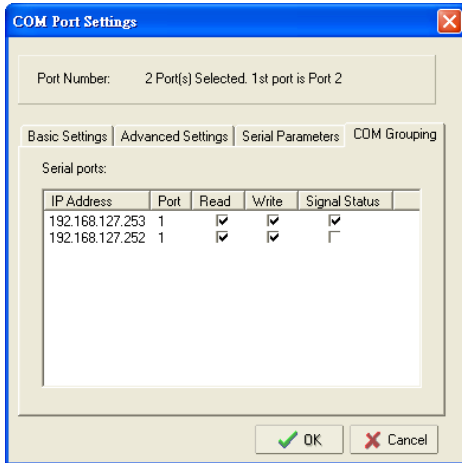 COM Port Settings
Port Number: 2 Port(s) Selected. 1st port is Port 2
Basic Settings Advanced Settings Serial Parameters COM Grouping
Serial ports:
IP Address Port Read Write Signal Status
192.168.127.253 1
192.168.127.252 1
OK Cancel